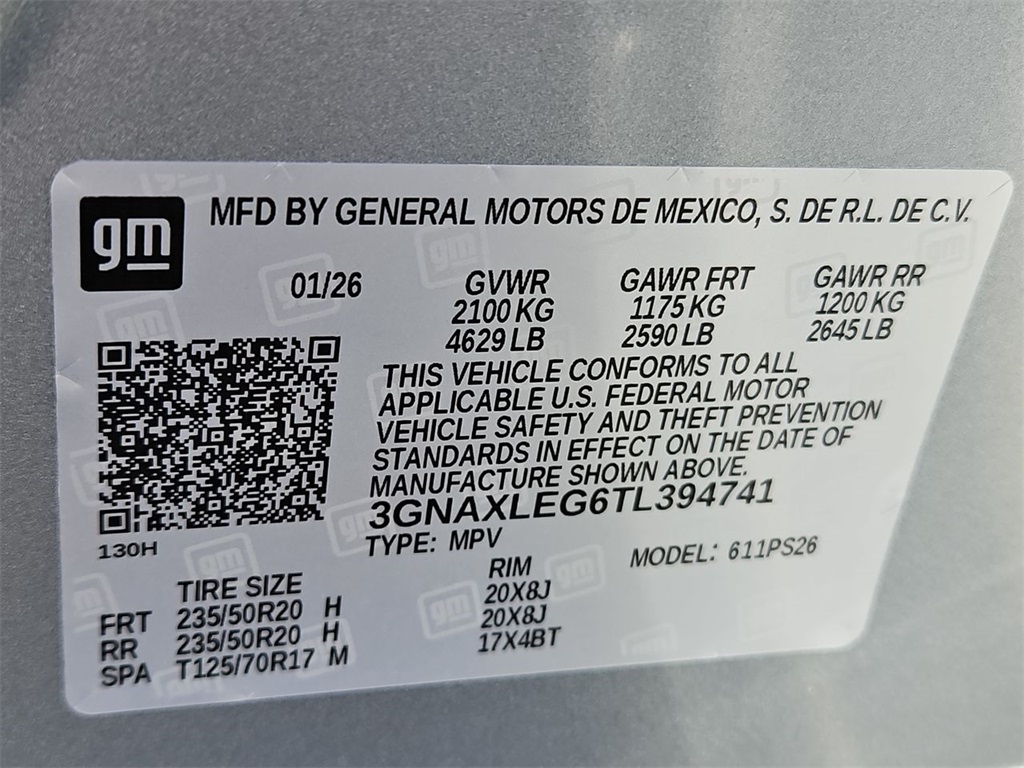 gm MFD BY GENERAL MOTORS DE MEXICO, S. DE R.L. DE C.V.
01/26 GVWR GAWR FRT GAWR RR
2100 KG 1175 KG 1200 KG
4629 LB 2590 LB 2645 LB
THIS VEHICLE CONFORMS TO ALL
APPLICABLE U.S. FEDERAL MOTOR
VEHICLE SAFETY AND THEFT PREVENTION
STANDARDS IN EFFECT ON THE DATE OF
MANUFACTURE SHOWN ABOVE.
3GNAXLEG6TL394741
130H
TYPE: MPV MODEL: 611PS26
TIRE SIZE RIM
FRT 235/50R20 H 20X8J
RR 235/50R20 H 20X8J
SPA T125/70R17 M 17X4BT